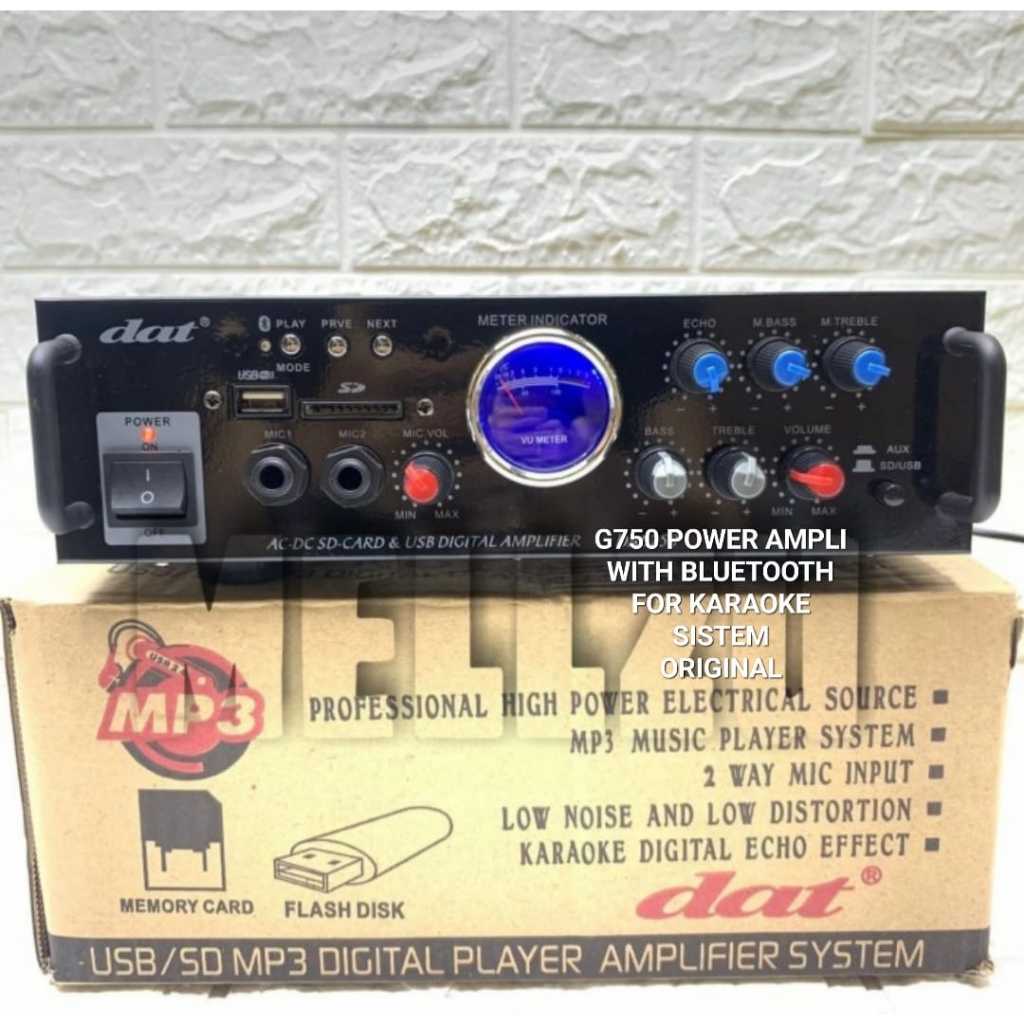 dat®
PLAY PRVE NEXT
MODE
USB
SD
METER INDICATOR
VU METER
ECHO M.BASS M.TREBLE
POWER
ON
OFF
MIC1 MIC2 MIC VOL
MIN MAX
BASS TREBLE VOLUME
MIN MAX
AUX
SD/USB
AC-DC SD-CARD & USB DIGITAL AMPLIFIER
G750 POWER AMPLI
WITH BLUETOOTH
FOR KARAOKE
SISTEM
ORIGINAL
MP3
PROFESSIONAL HIGH POWER ELECTRICAL SOURCE
MP3 MUSIC PLAYER SYSTEM
2 WAY MIC INPUT
LOW NOISE AND LOW DISTORTION
KARAOKE DIGITAL ECHO EFFECT
MEMORY CARD
FLASH DISK
dat®
USB/SD MP3 DIGITAL PLAYER AMPLIFIER SYSTEM